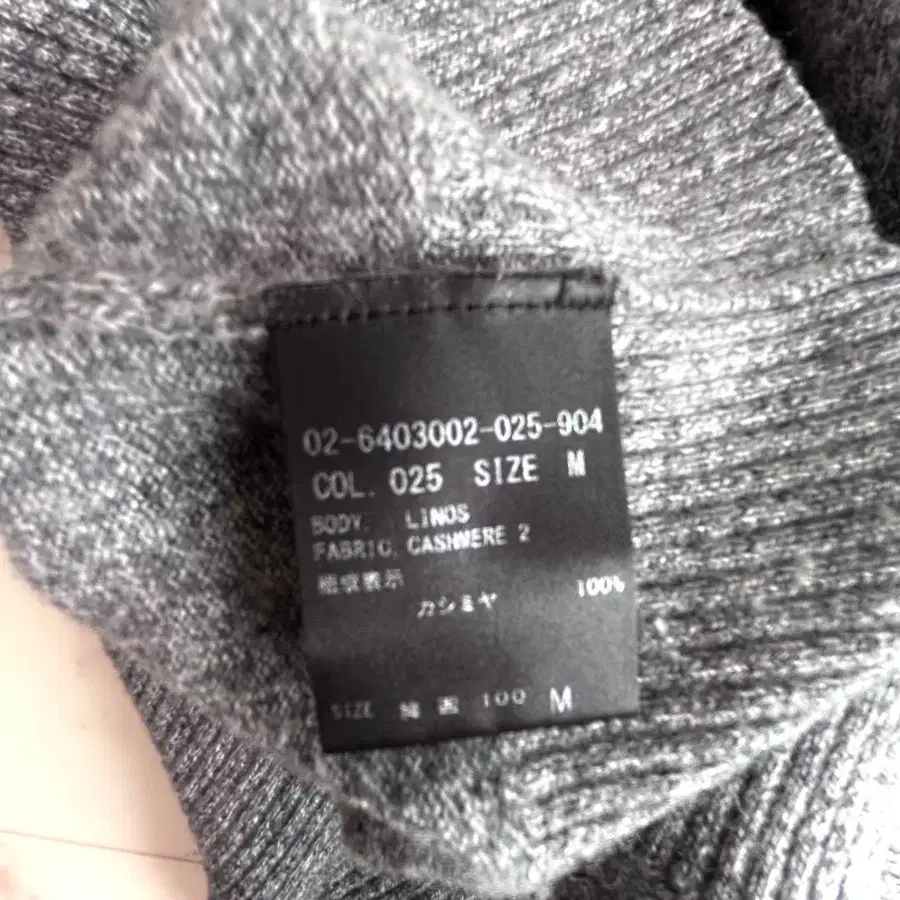 02-6403002-025-904
COL. 025 SIZE M
BODY. LINOS
FABRIC. CASHMERE 2
組成表示
カシミヤ 100%
SIZE 胸囲 100 M